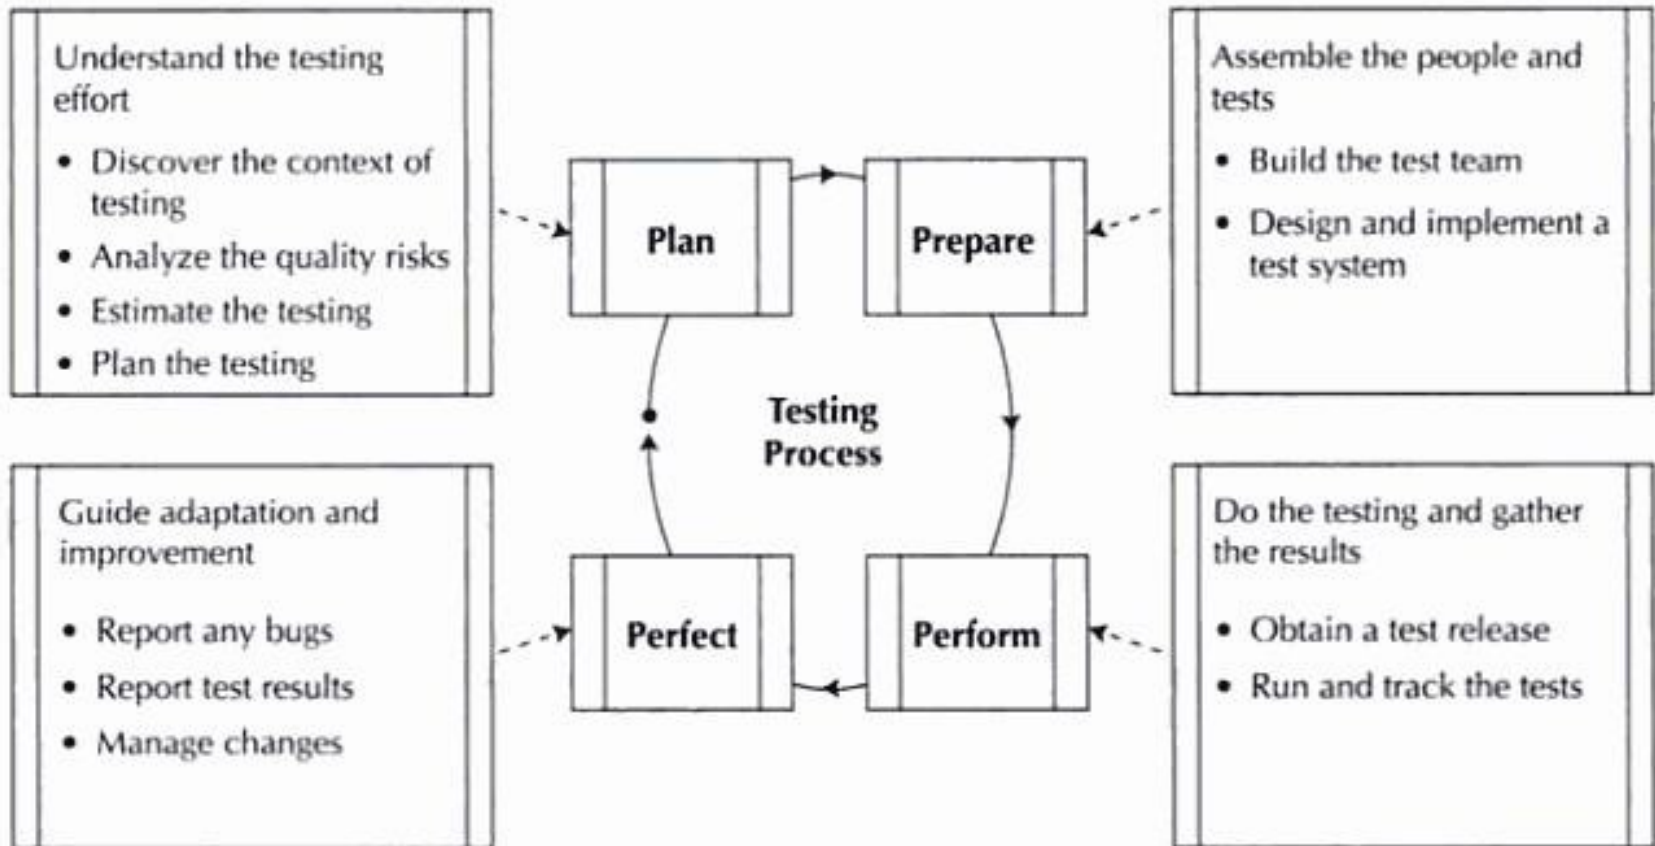 Understand the testing
effort
• Discover the context of
testing
• Analyze the quality risks
• Estimate the testing
• Plan the testing
Plan
Prepare
Assemble the people and
tests
• Build the test team
• Design and implement a
test system
Testing
Process
Guide adaptation and
improvement
• Report any bugs
• Report test results
• Manage changes
Perfect
Perform
Do the testing and gather
the results
• Obtain a test release
• Run and track the tests